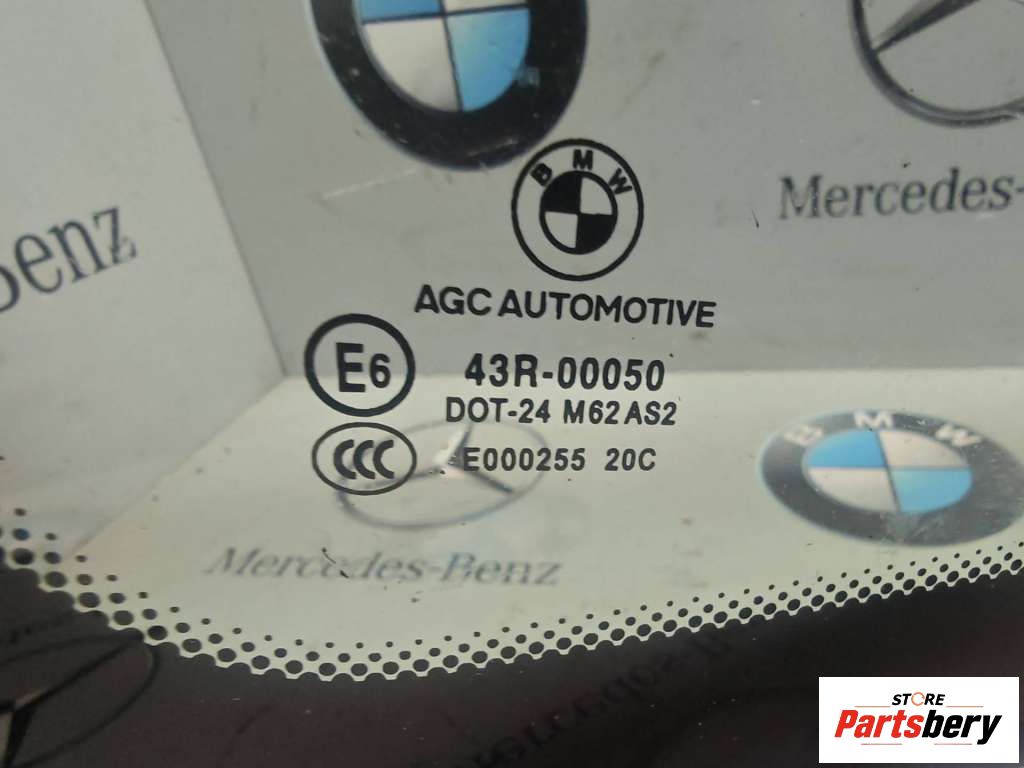 BMW
AGC AUTOMOTIVE
E6
43R-00050
DOT-24 M62 AS2
CCC
E000255 20C
Mercedes-
Benz
BMW
Mercedes-Benz
STORE
Partsbery